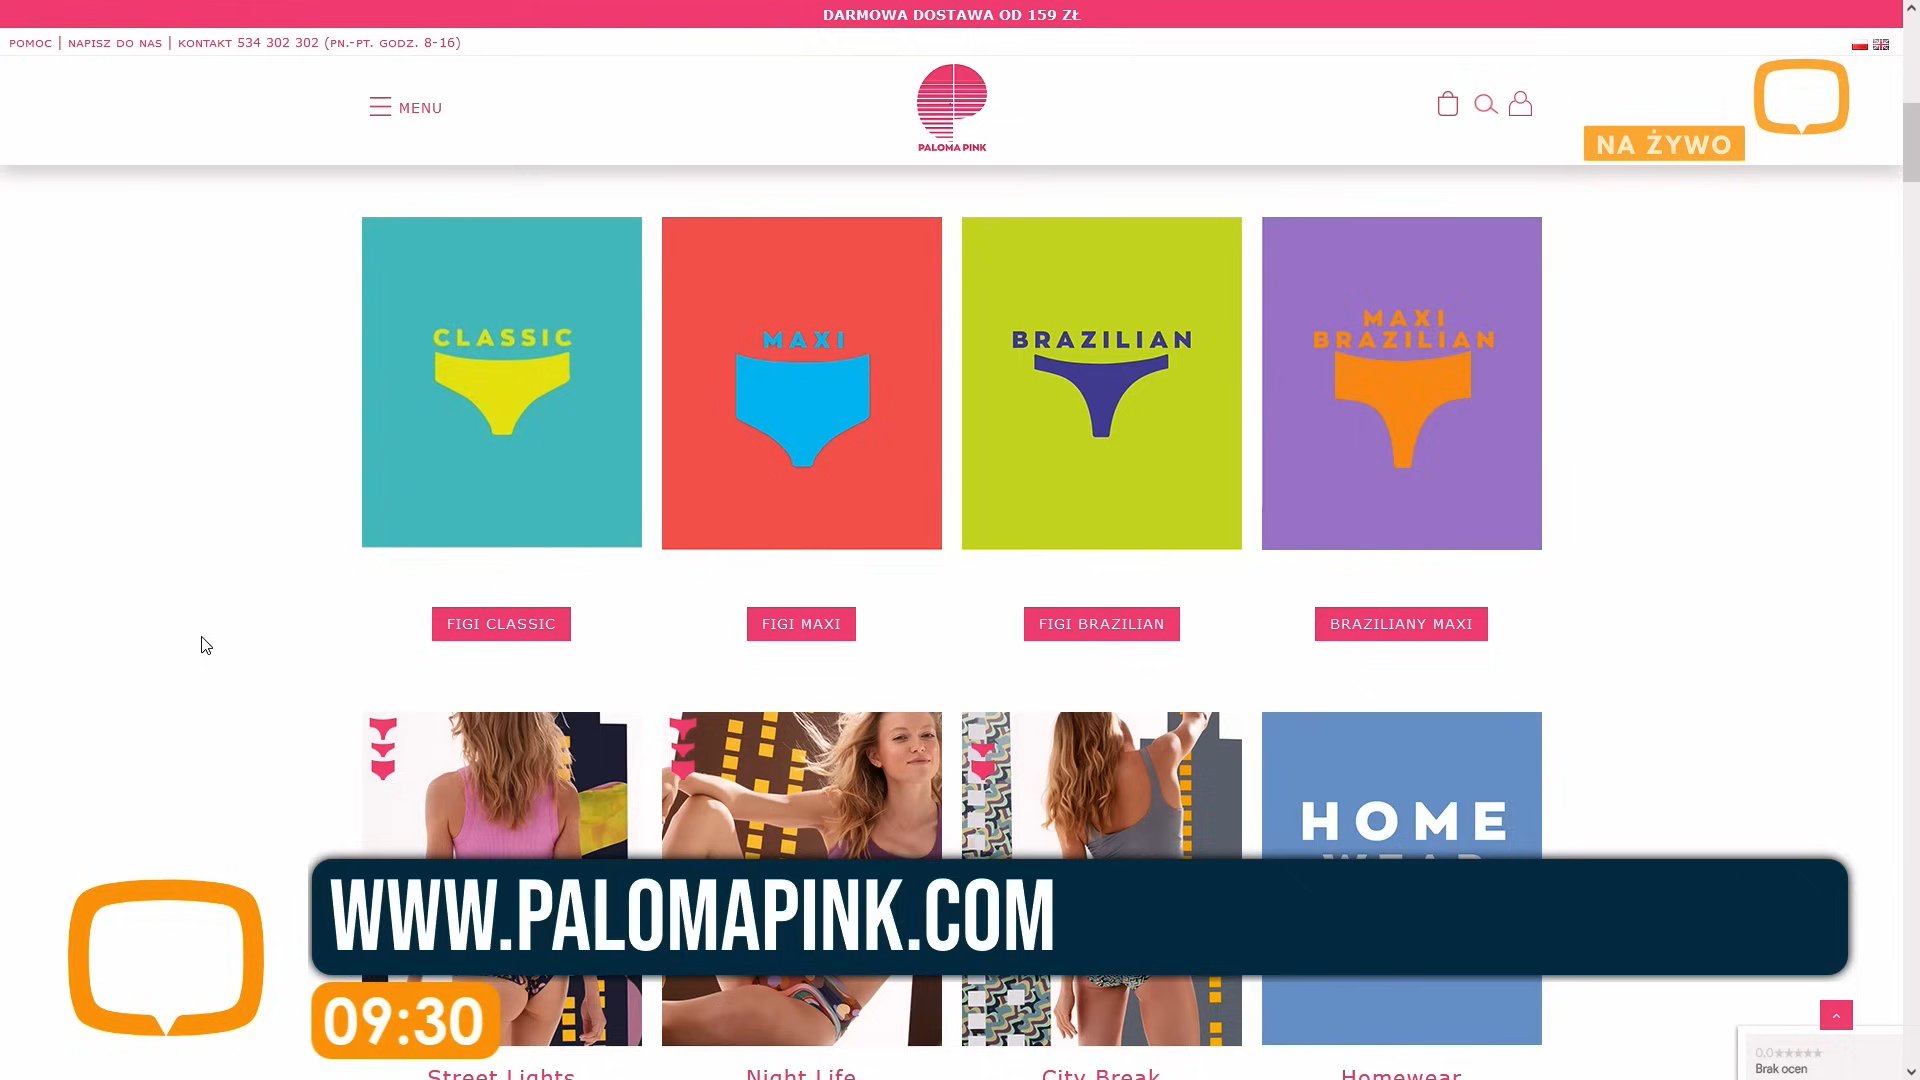 DARMOWA DOSTAWA OD 159 ZŁ
POMOC | NAPISZ DO NAS | KONTAKT 534 302 302 (PN.-PT. GODZ. 8-16)
MENU
PALOMA PINK
NA ŻYWO
CLASSIC
MAXI
BRAZILIAN
MAXI
BRAZILIAN
FIGI CLASSIC
FIGI MAXI
FIGI BRAZILIAN
BRAZILIANY MAXI
HOME
WEAR
WWW.PALOMAPINK.COM
09:30
0,0
Brak ocen
Street Lights
Night Life
City Break
Homewear